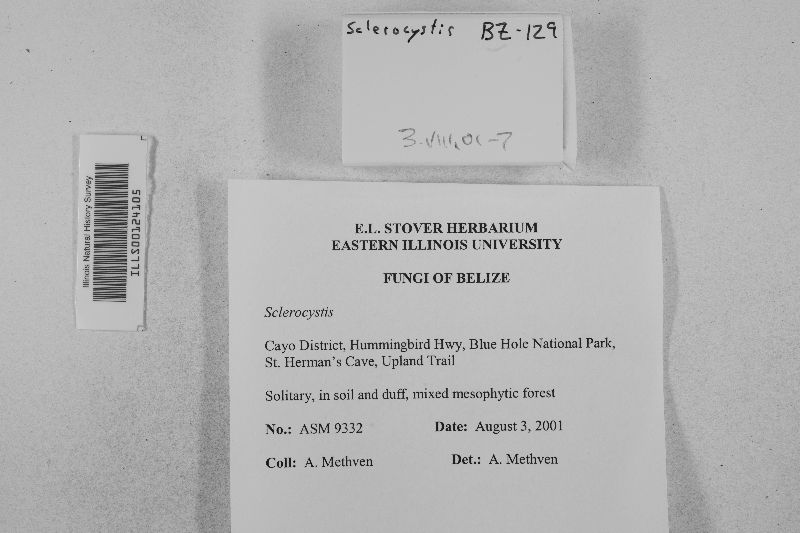 Sclerocystis BZ-129
3.VIII.01-7
Illinois Natural History Survey
ILLS00124105
E.L. STOVER HERBARIUM
EASTERN ILLINOIS UNIVERSITY
FUNGI OF BELIZE
Sclerocystis
Cayo District, Hummingbird Hwy, Blue Hole National Park,
St. Herman's Cave, Upland Trail
Solitary, in soil and duff, mixed mesophytic forest
No.: ASM 9332 Date: August 3, 2001
Coll: A. Methven Det.: A. Methven